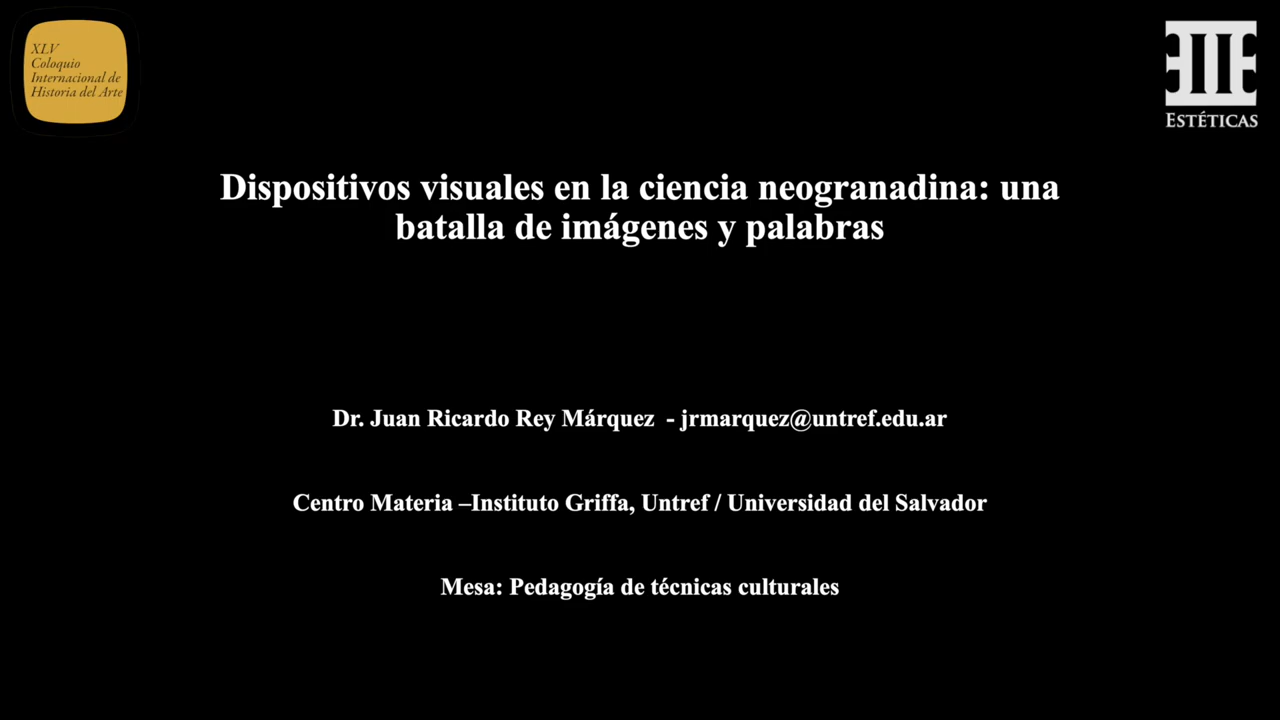 XLV
Coloquio
Internacional de
Historia del Arte
ESTÉTICAS
Dispositivos visuales en la ciencia neogranadina: una
batalla de imágenes y palabras
Dr. Juan Ricardo Rey Márquez - jrmarquez@untref.edu.ar
Centro Materia –Instituto Griffa, Untref / Universidad del Salvador
Mesa: Pedagogía de técnicas culturales